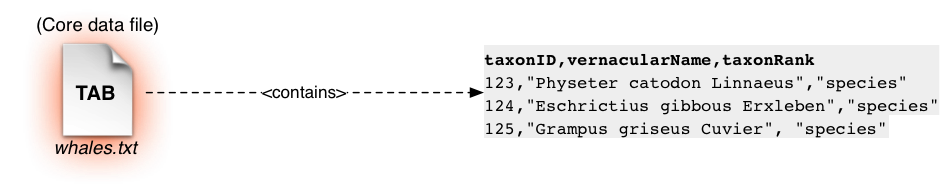 (Core data file)
TAB
whales.txt
<contains>
taxonID,vernacularName,taxonRank
123,"Physeter catodon Linnaeus","species"
124,"Eschrictius gibbous Erxleben","species"
125,"Grampus griseus Cuvier", "species"